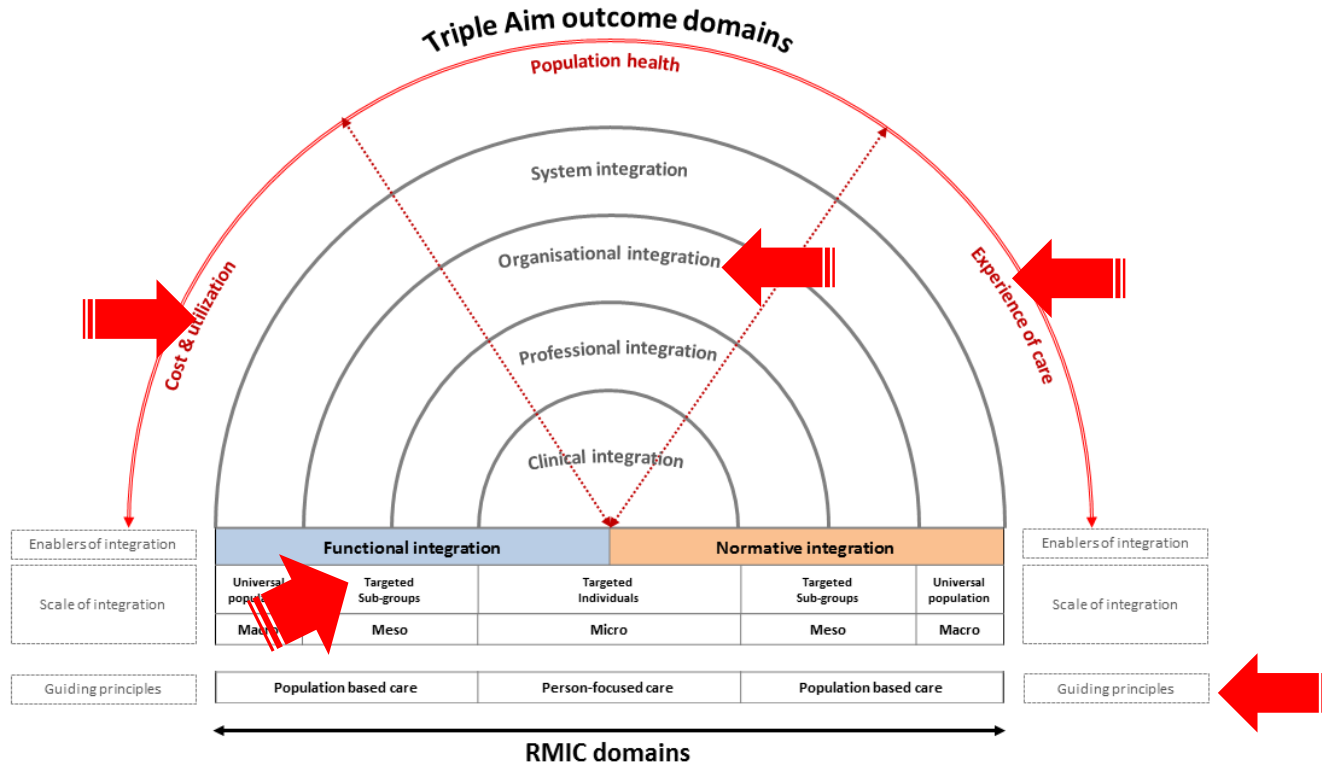 Triple Aim outcome domains
Population health
Cost & utilization
Experience of care
System integration
Organisational integration
Professional integration
Clinical integration
Enablers of integration
Functional integration
Normative integration
Enablers of integration
Scale of integration
Universal
Targeted
Sub-groups
Targeted
Individuals
Targeted
Sub-groups
Universal
population
Scale of integration
Meso
Micro
Meso
Macro
Guiding principles
Population based care
Person-focused care
Population based care
Guiding principles
RMIC domains